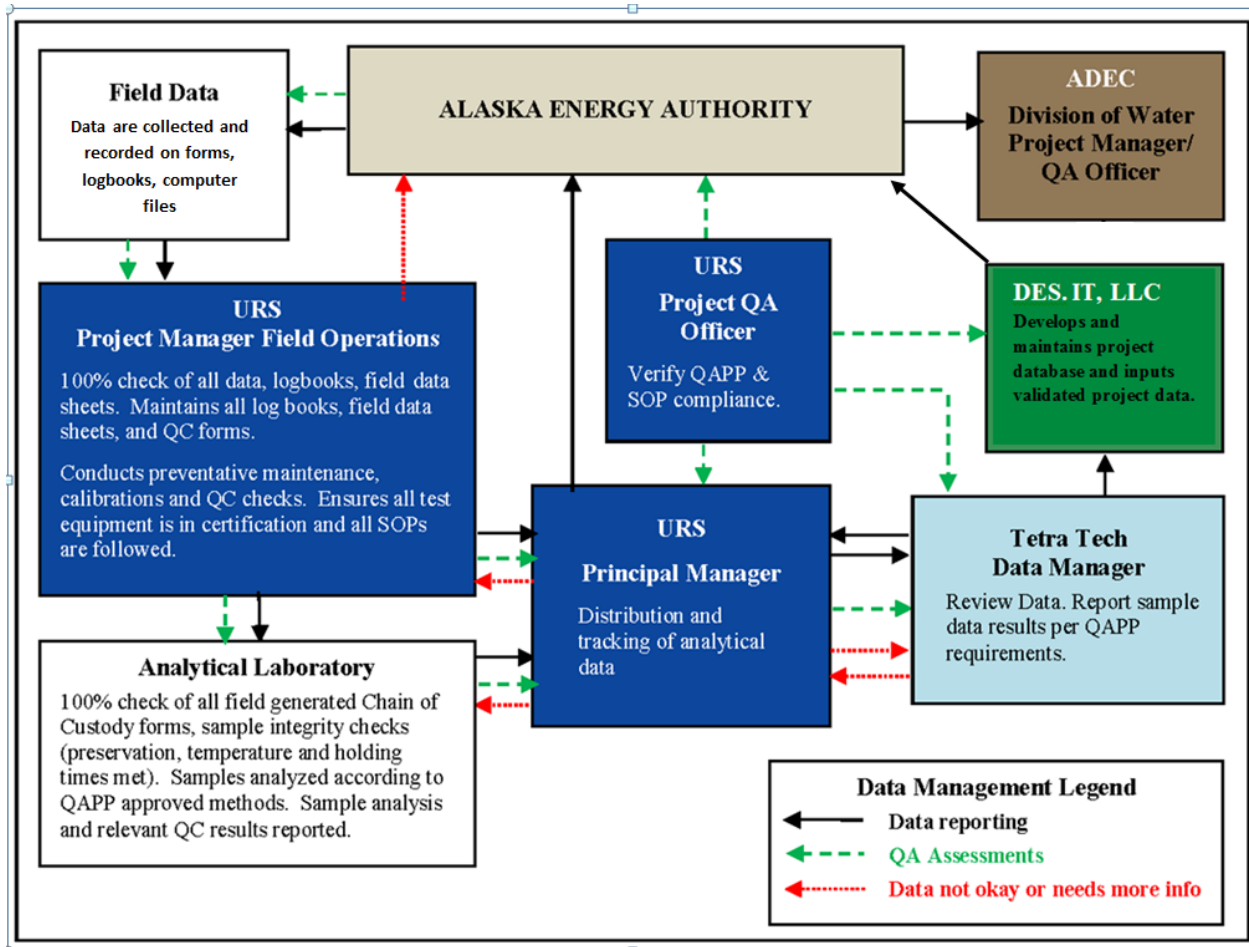 Field Data
Data are collected and
recorded on forms,
logbooks, computer
files
ALASKA ENERGY AUTHORITY
ADEC
Division of Water
Project Manager/
QA Officer
URS
Project Manager Field Operations
100% check of all data, logbooks, field data
sheets. Maintains all log books, field data
sheets, and QC forms.
Conducts preventative maintenance,
calibrations and QC checks. Ensures all test
equipment is in certification and all SOPs
are followed.
URS
Project QA
Officer
Verify QAPP &
SOP compliance.
DES. IT, LLC
Develops and
maintains project
database and inputs
validated project data.
URS
Principal Manager
Distribution and
tracking of analytical
data
Tetra Tech
Data Manager
Review Data. Report sample
data results per QAPP
requirements.
Analytical Laboratory
100% check of all field generated Chain of
Custody forms, sample integrity checks
(preservation, temperature and holding
times met). Samples analyzed according to
QAPP approved methods. Sample analysis
and relevant QC results reported.
Data Management Legend
Data reporting
QA Assessments
Data not okay or needs more info